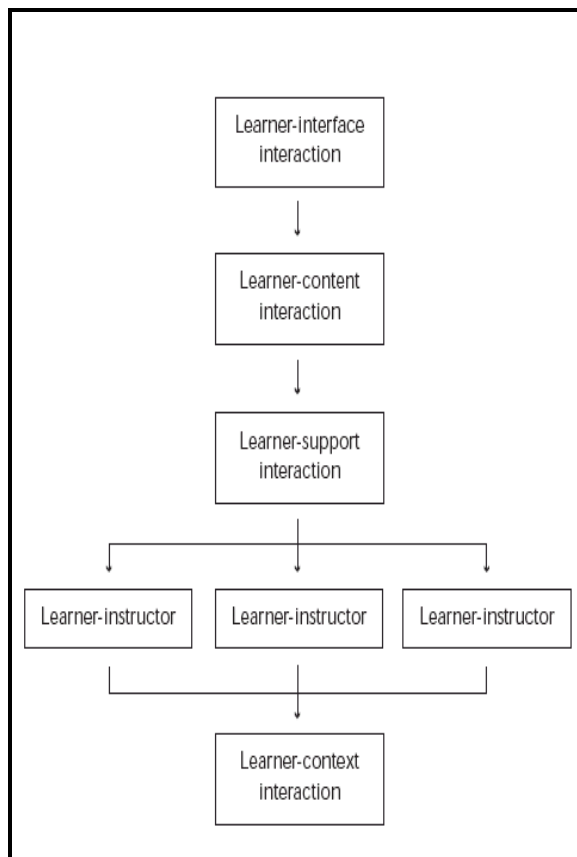 Learner-interface
interaction
Learner-content
interaction
Learner-support
interaction
Learner-instructor
Learner-instructor
Learner-instructor
Learner-context
interaction